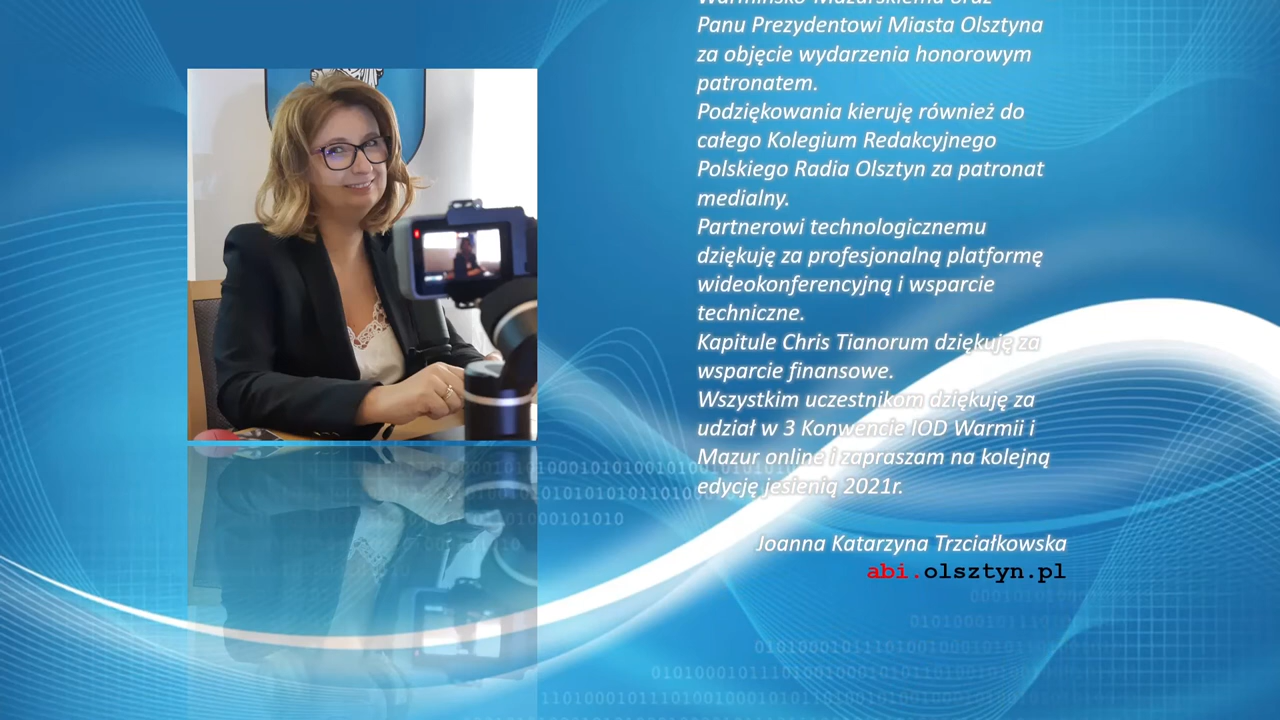 Warmińsko-Mazurskiemu oraz
Panu Prezydentowi Miasta Olsztyna
za objęcie wydarzenia honorowym
patronatem.
Podziękowania kieruję również do
całego Kolegium Redakcyjnego
Polskiego Radia Olsztyn za patronat
medialny.
Partnerowi technologicznemu
dziękuję za profesjonalną platformę
wideokonferencyjną i wsparcie
techniczne.
Kapitule Chris Tianorum dziękuję za
wsparcie finansowe.
Wszystkim uczestnikom dziękuję za
udział w 3 Konwencie IOD Warmii i
Mazur online i zapraszam na kolejną
edycję jesienią 2021r.
Joanna Katarzyna Trzciałkowska
abi.olsztyn.pl